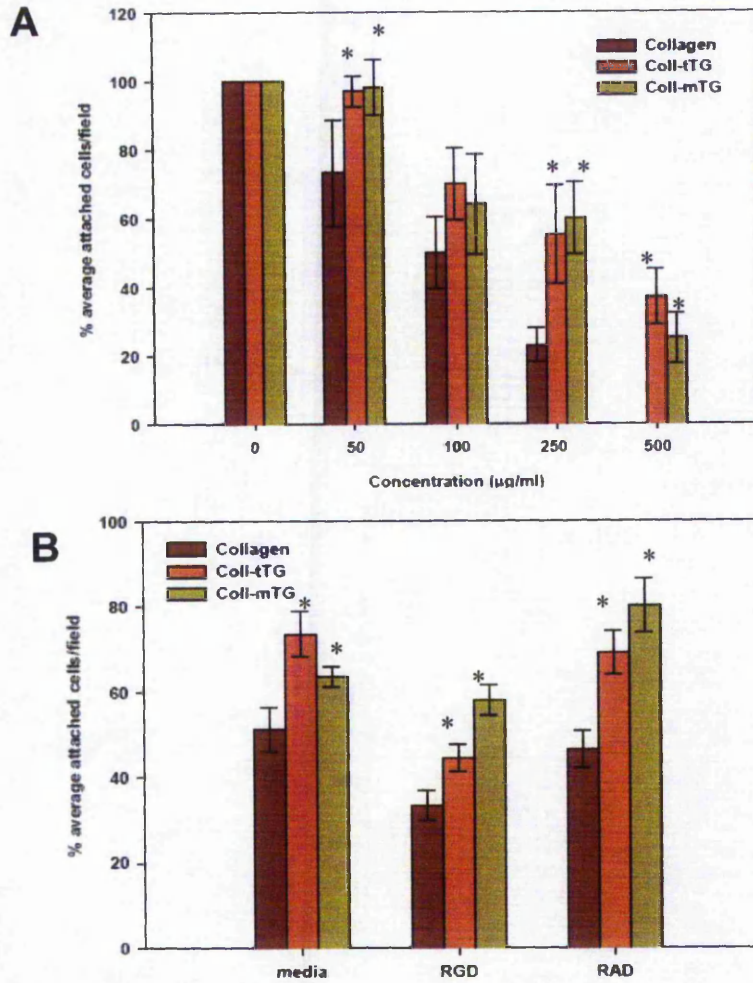 A
120
100
80
60
40
20
0
% average attached cells/field
Collagen
Coll-tTG
Coll-mTG
* *
* *
* *
0 50 100 250 500
Concentration (µg/ml)
B
100
80
60
40
20
0
% average attached cells/field
Collagen
Coll-tTG
Coll-mTG
* *
* *
* *
media RGD RAD